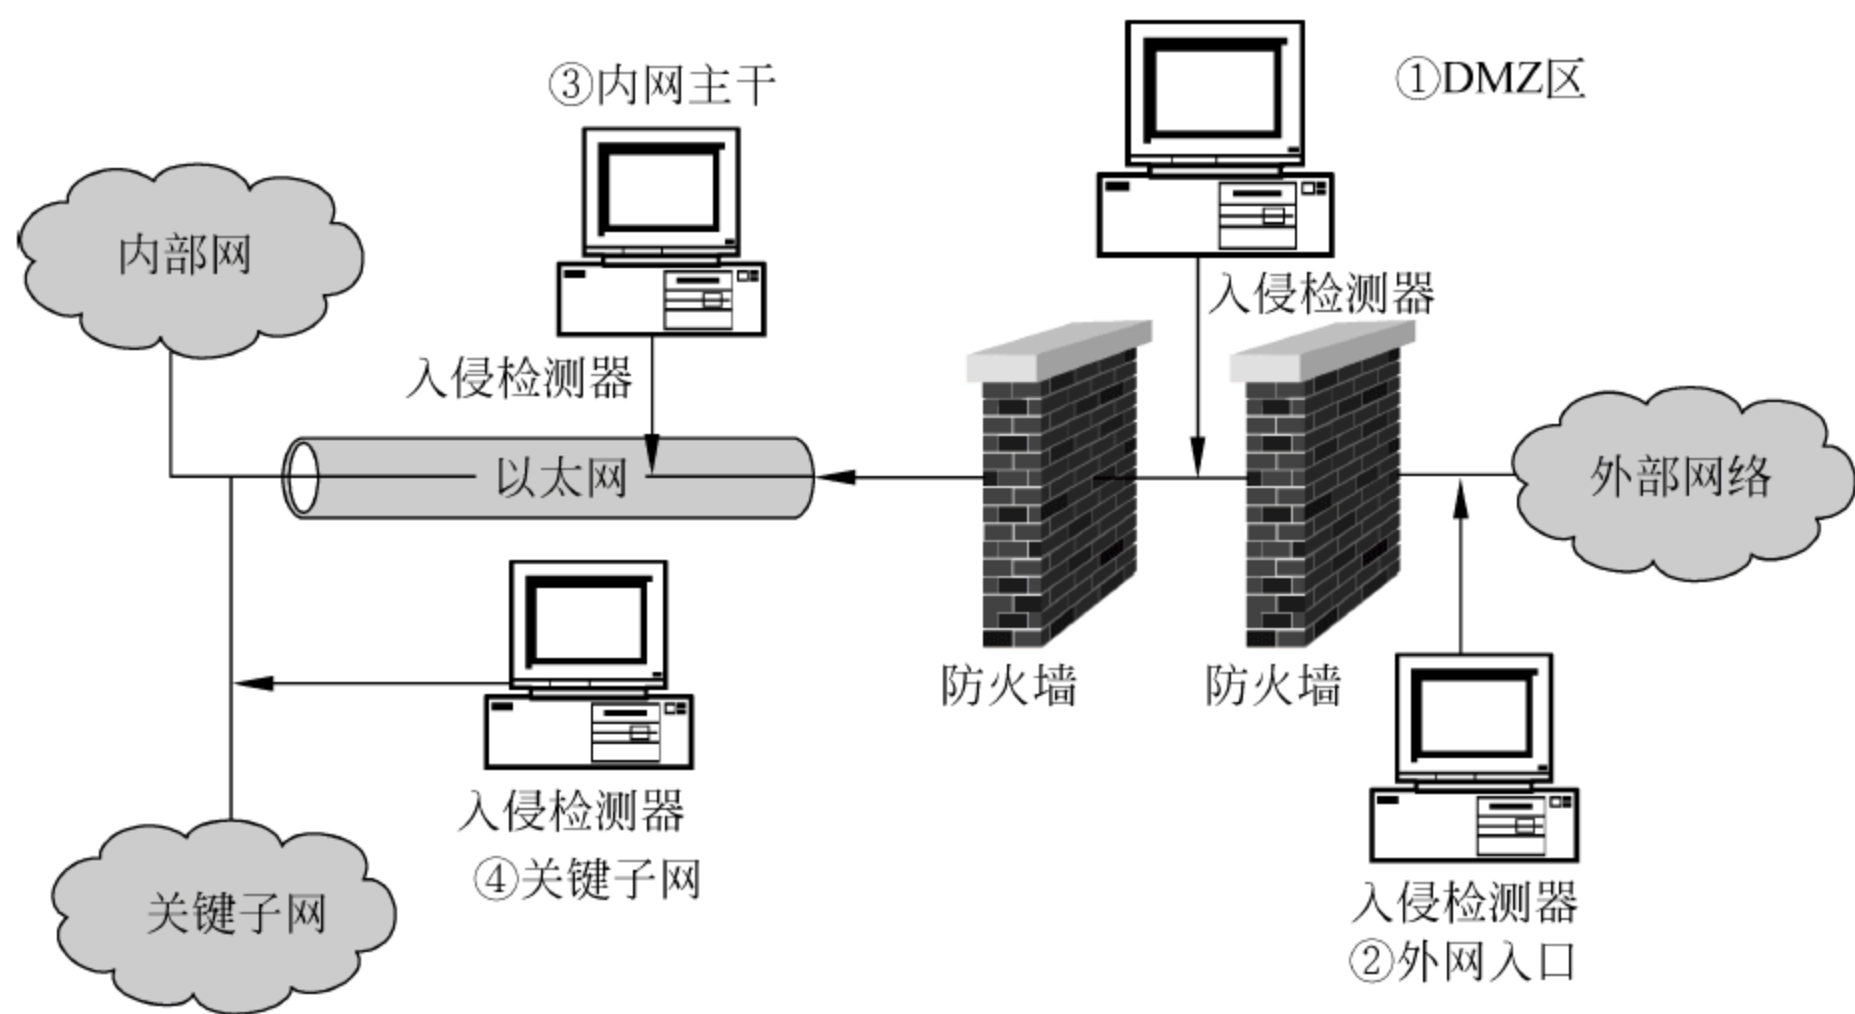 ③内网主干
①DMZ区
内部网
入侵检测器
入侵检测器
以太网
外部网络
防火墙
防火墙
入侵检测器
④关键子网
关键子网
入侵检测器
②外网入口